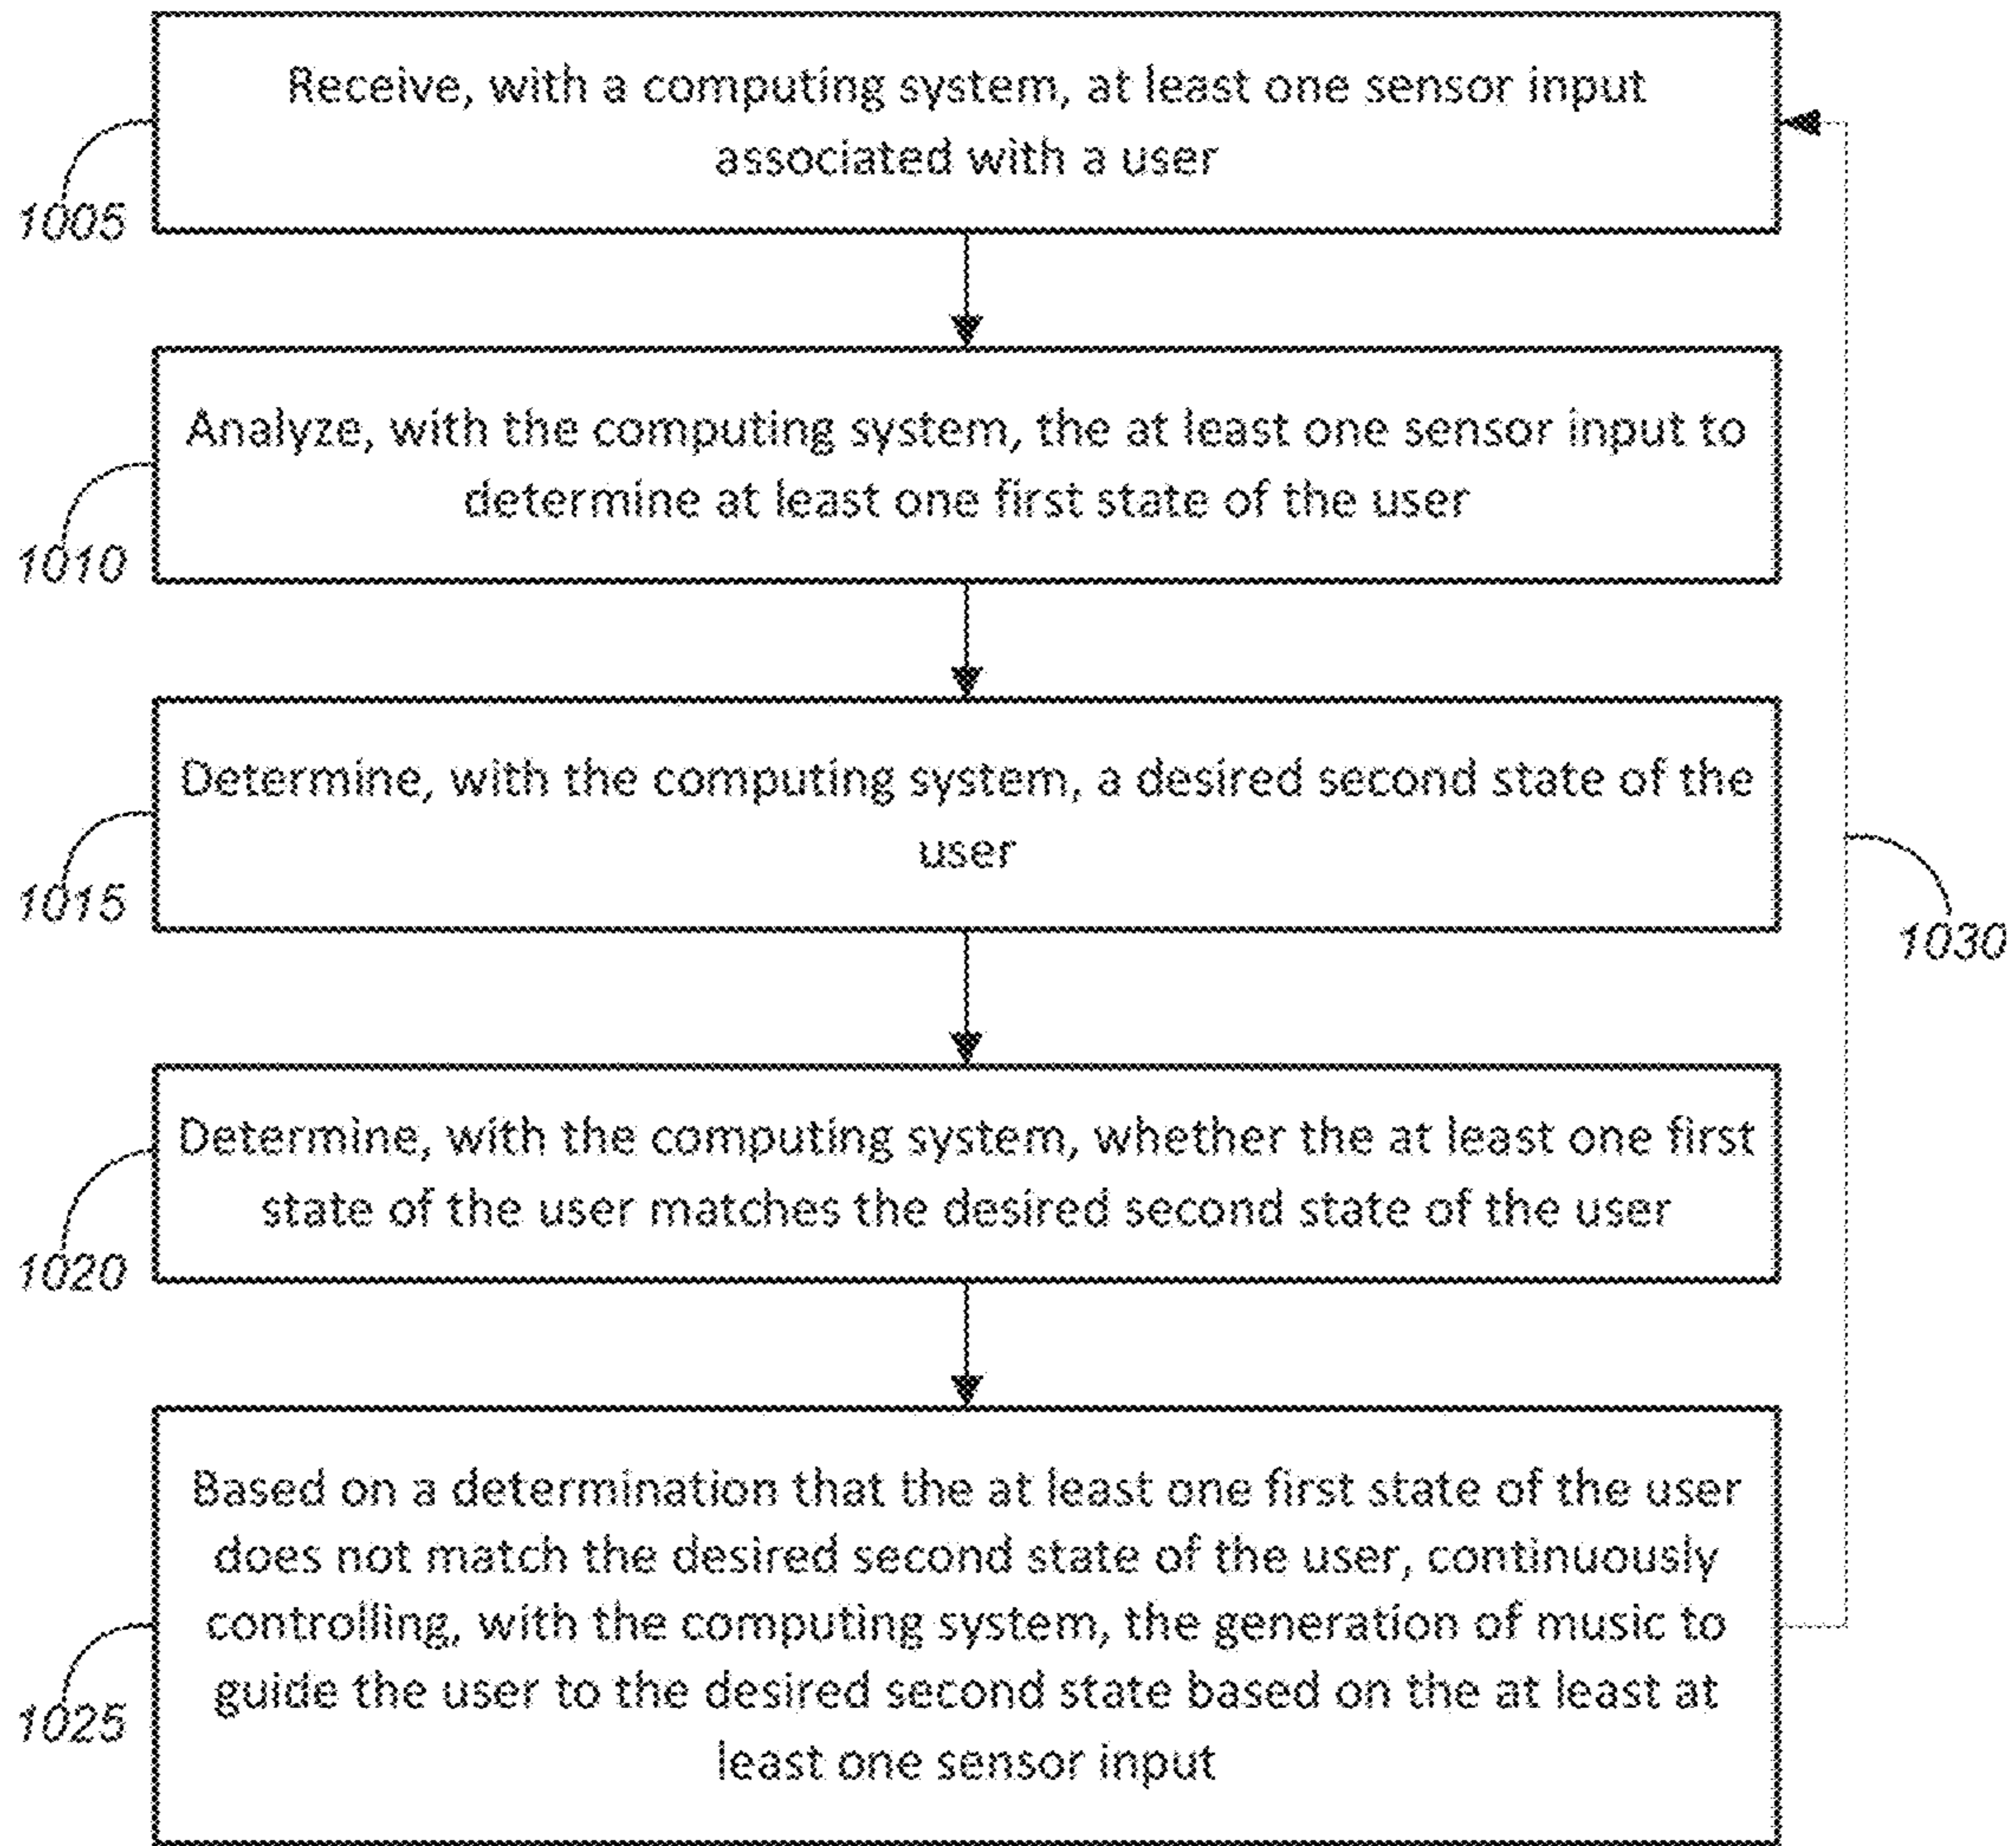 Receive, with a computing system, at least one sensor input
associated with a user
1005
Analyze, with the computing system, the at least one sensor input to
determine at least one first state of the user
1010
Determine, with the computing system, a desired second state of the
user
1015
1030
Determine, with the computing system, whether the at least one first
state of the user matches the desired second state of the user
1020
Based on a determination that the at least one first state of the user
does not match the desired second state of the user, continuously
controlling, with the computing system, the generation of music to
guide the user to the desired second state based on the at least at
least one sensor input
1025